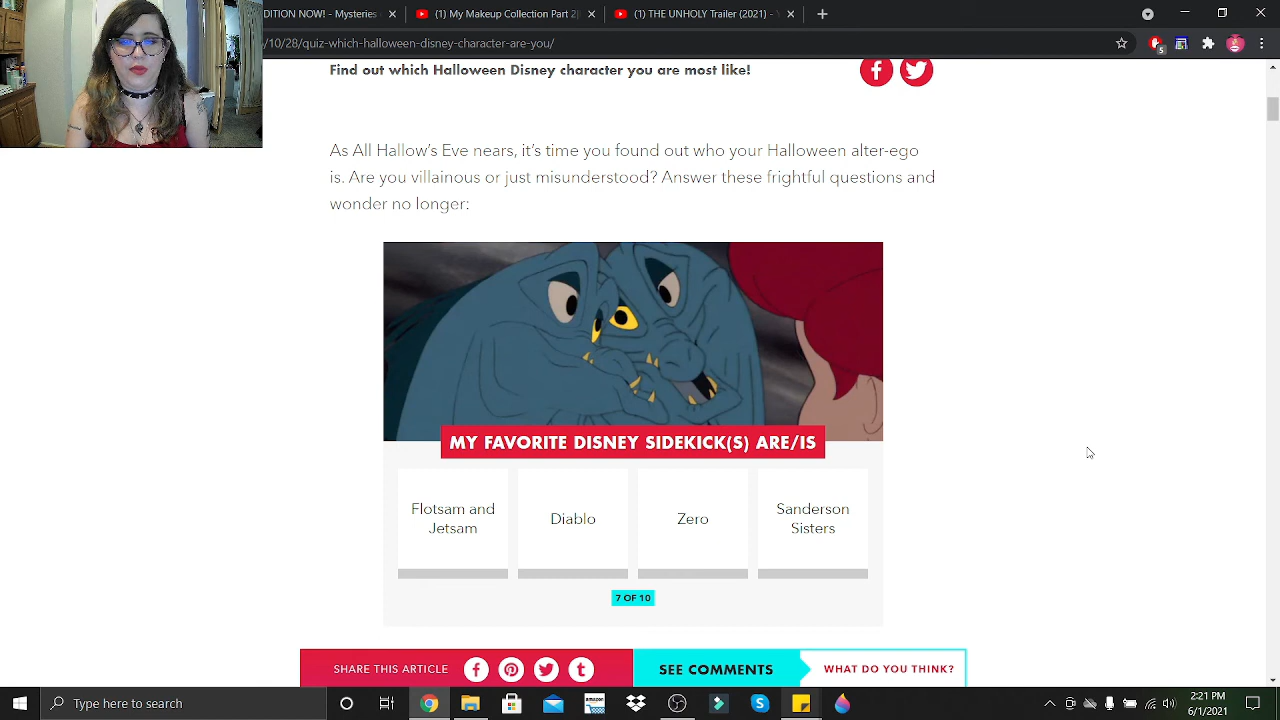 DITION NOW! - Mysteries
(1) My Makeup Collection Part 2|
(1) THE UNHOLY Trailer (2021) -
/10/28/quiz-which-halloween-disney-character-are-you/
Find out which Halloween Disney character you are most like!
As All Hallow's Eve nears, it's time you found out who your Halloween alter-ego
is. Are you villainous or just misunderstood? Answer these frightful questions and
wonder no longer:
MY FAVORITE DISNEY SIDEKICK(S) ARE/IS
Flotsam and
Jetsam
Diablo
Zero
Sanderson
Sisters
7 OF 10
SHARE THIS ARTICLE
SEE COMMENTS
WHAT DO YOU THINK?
Type here to search
amazon
2:21 PM
6/1/2021